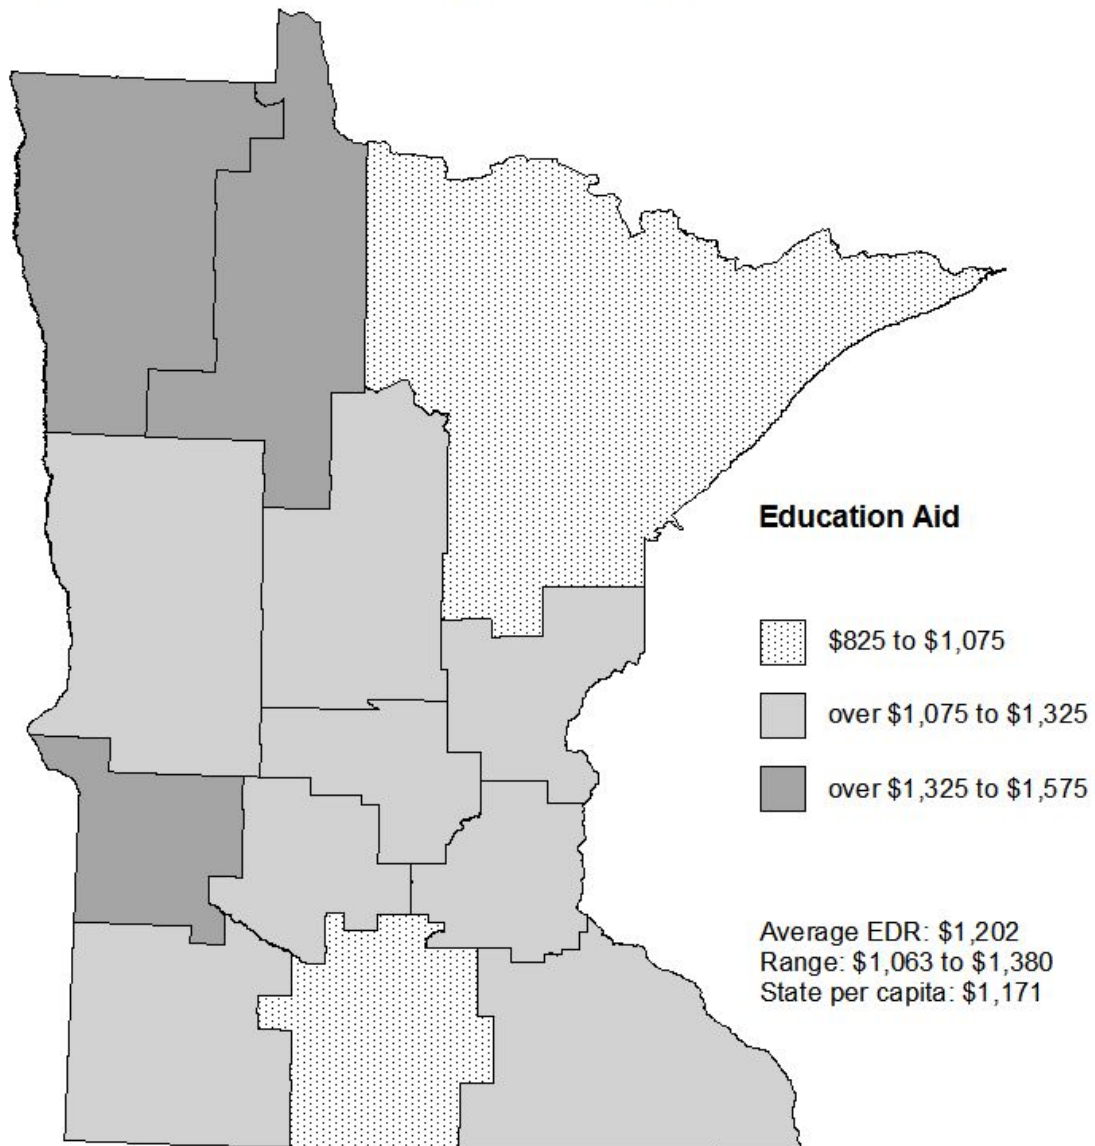 Education Aid
$825 to $1,075
over $1,075 to $1,325
over $1,325 to $1,575
Average EDR: $1,202
Range: $1,063 to $1,380
State per capita: $1,171